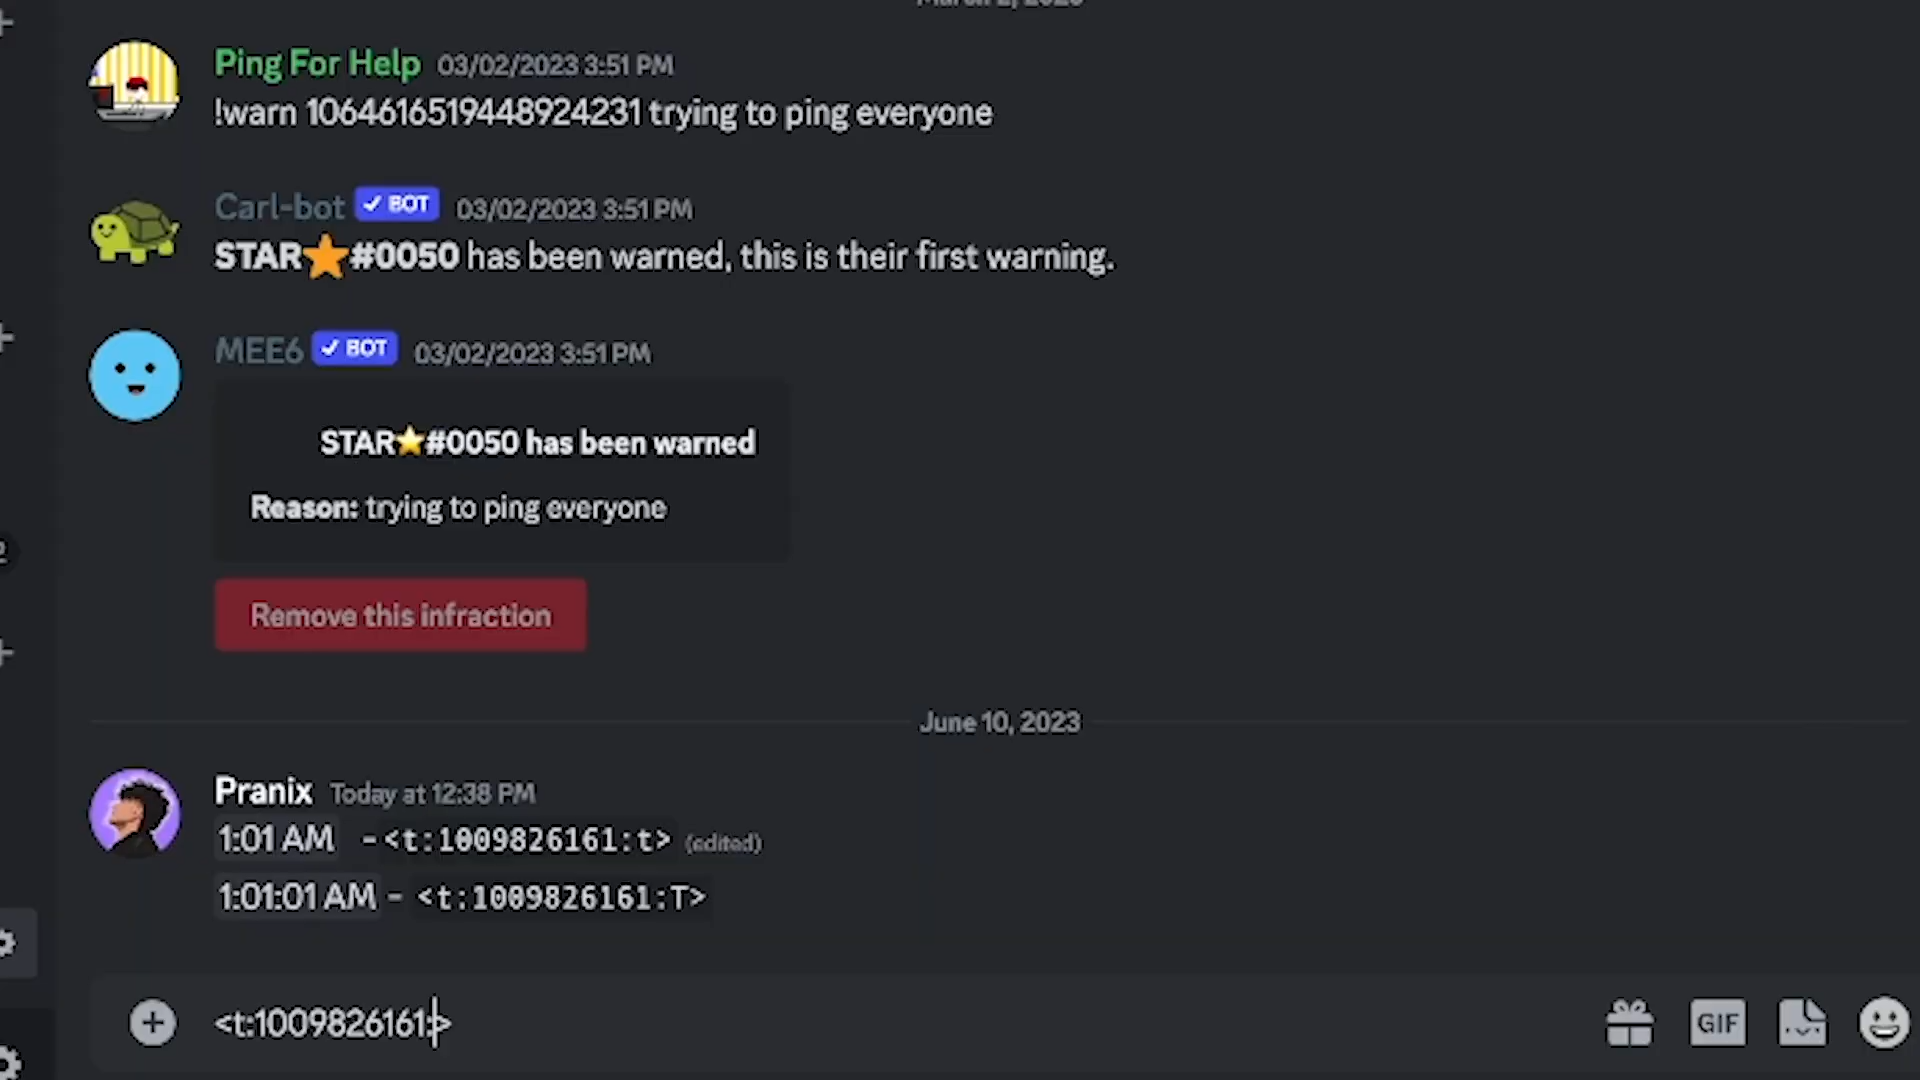 Ping For Help 03/02/2023 3:51 PM
!warn 1064616519448924231 trying to ping everyone
Carl-bot ✓ BOT 03/02/2023 3:51 PM
STAR⭐#0050 has been warned, this is their first warning.
MEE6 ✓ BOT 03/02/2023 3:51 PM
STAR⭐#0050 has been warned
Reason: trying to ping everyone
Remove this infraction
June 10, 2023
Pranix Today at 12:38 PM
1:01 AM - <t:1009826161:t> (edited)
1:01:01 AM - <t:1009826161:T>
<t:1009826161:>
GIF